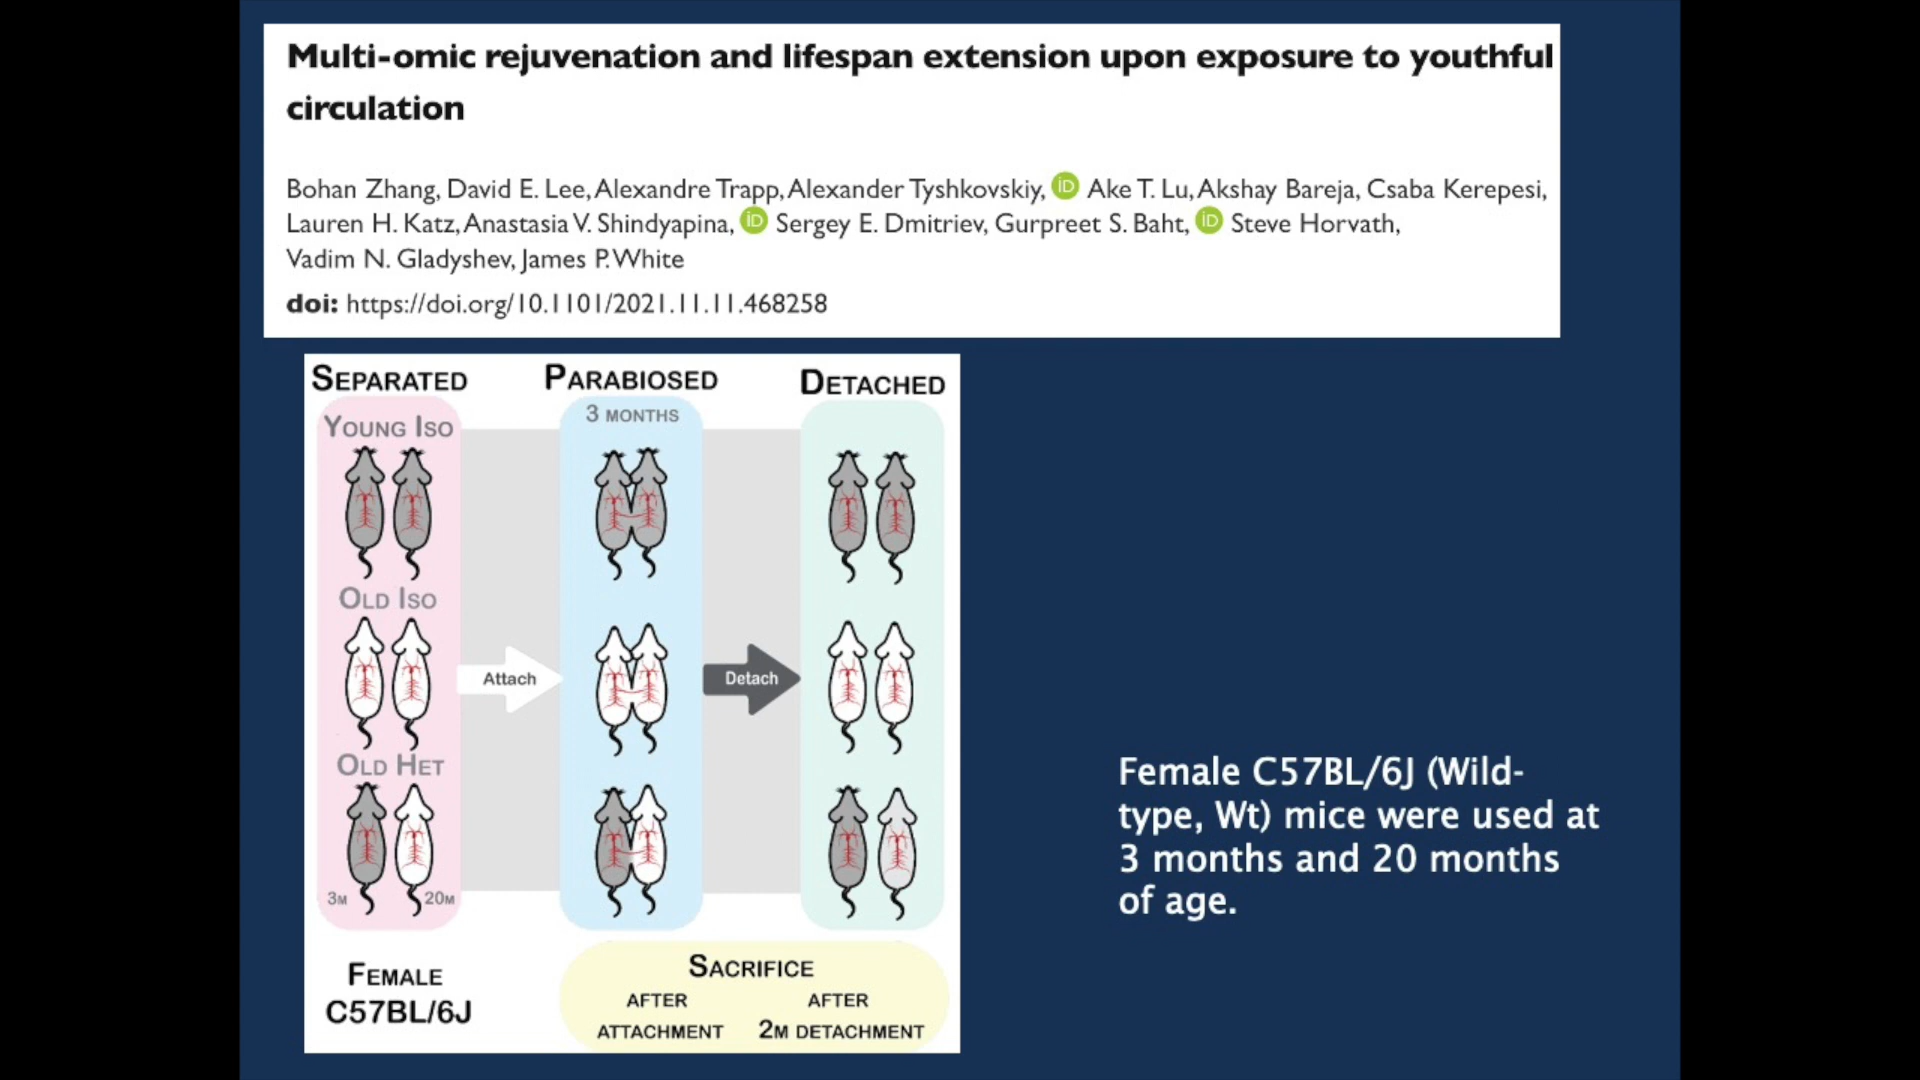 Multi-omic rejuvenation and lifespan extension upon exposure to youthful
circulation
Bohan Zhang, David E. Lee, Alexandre Trapp, Alexander Tyshkovskiy, iD Ake T. Lu, Akshay Bareja, Csaba Kerepesi,
Lauren H. Katz, Anastasia V. Shindyapina, iD Sergey E. Dmitriev, Gurpreet S. Baht, iD Steve Horvath,
Vadim N. Gladyshev, James P. White
doi: https://doi.org/10.1101/2021.11.11.468258
SEPARATED PARABIOSED DETACHED
YOUNG ISO
3 MONTHS
OLD ISO
Attach
Detach
OLD HET
3M 20M
FEMALE
C57BL/6J
SACRIFICE
AFTER AFTER
ATTACHMENT 2M DETACHMENT
Female C57BL/6J (Wild-
type, Wt) mice were used at
3 months and 20 months
of age.